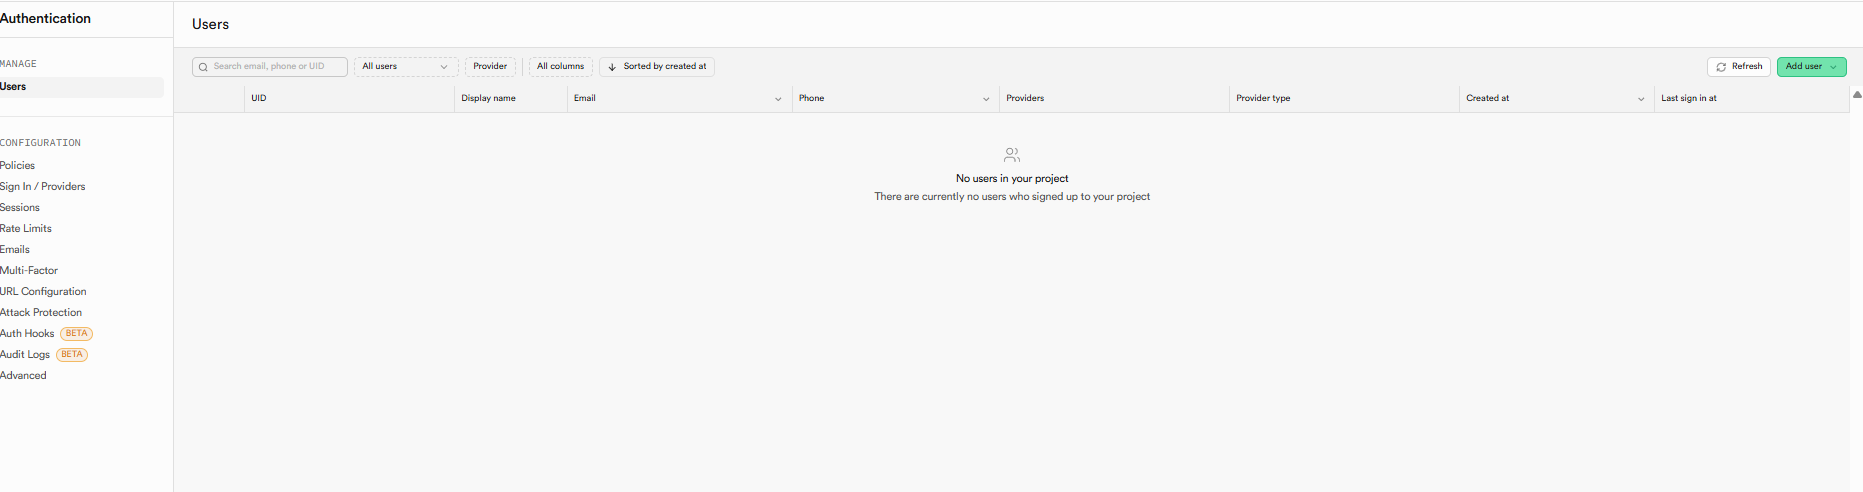 Authentication
MANAGE
Users
CONFIGURATION
Policies
Sign In / Providers
Sessions
Rate Limits
Emails
Multi-Factor
URL Configuration
Attack Protection
Auth Hooks BETA
Audit Logs BETA
Advanced
Users
Search email, phone or UID All users Provider All columns Sorted by created at Refresh Add user
UID Display name Email Phone Providers Provider type Created at Last sign in at
No users in your project
There are currently no users who signed up to your project